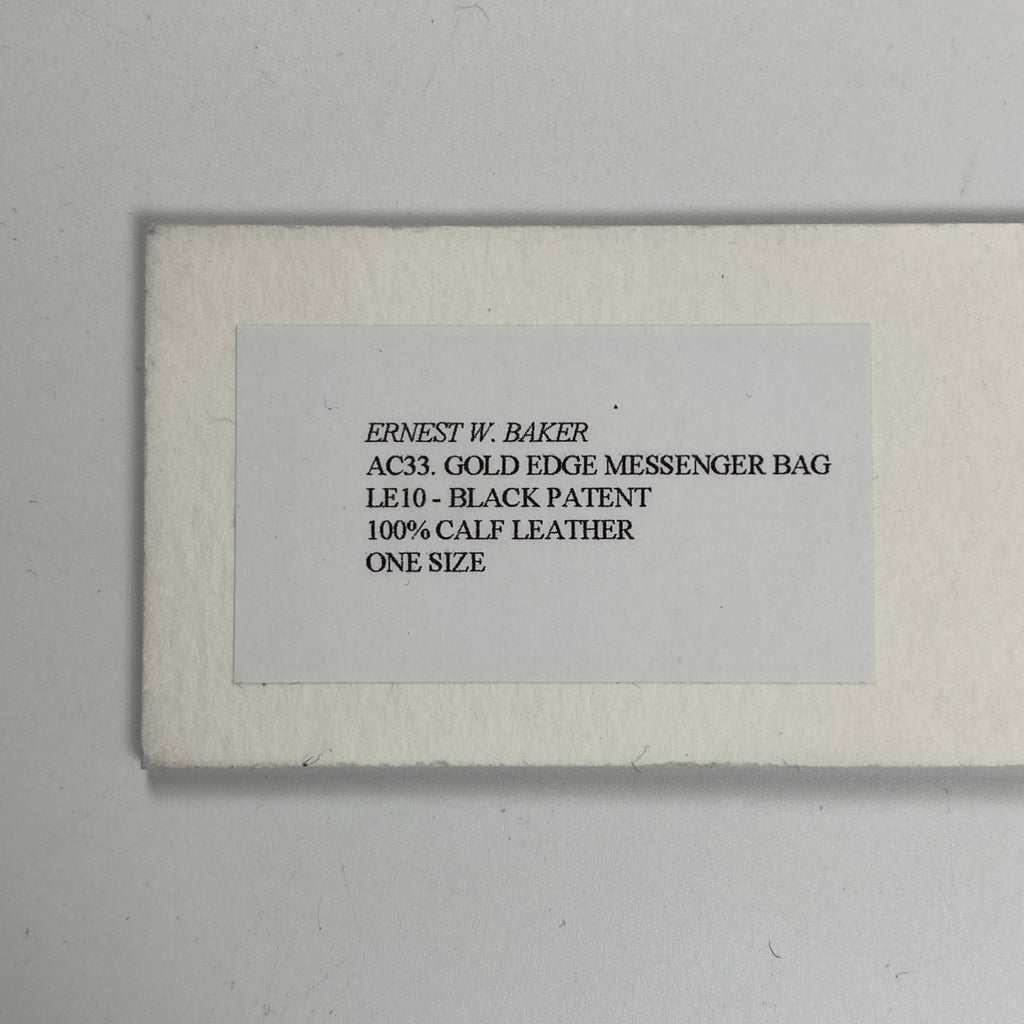 ERNEST W. BAKER
AC33. GOLD EDGE MESSENGER BAG
LE10 - BLACK PATENT
100% CALF LEATHER
ONE SIZE